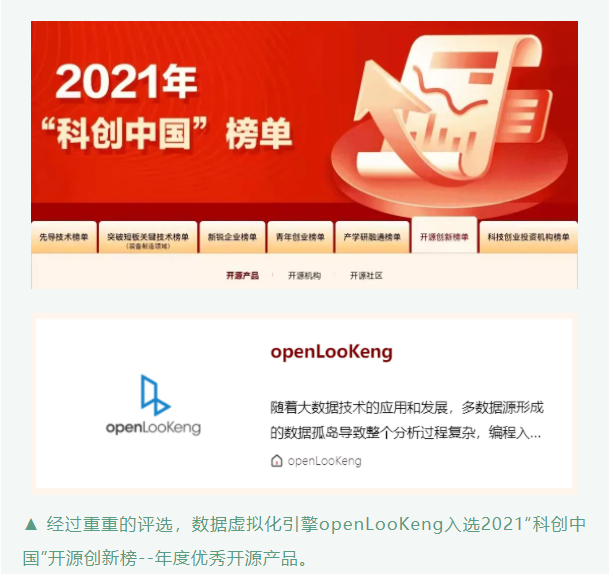 2021年
“科创中国”榜单
先导技术榜单
突破短板关键技术榜单
(装备制造领域)
新锐企业榜单
青年创业榜单
产学研融通榜单
开源创新榜单
科技创业投资机构榜单
开源产品
开源机构
开源社区
openLooKeng
openLooKeng
随着大数据技术的应用和发展，多数据源形成
的数据孤岛导致整个分析过程复杂，编程入...
openLooKeng
▲ 经过重重的评选，数据虚拟化引擎openLooKeng入选2021“科创中
国”开源创新榜--年度优秀开源产品。